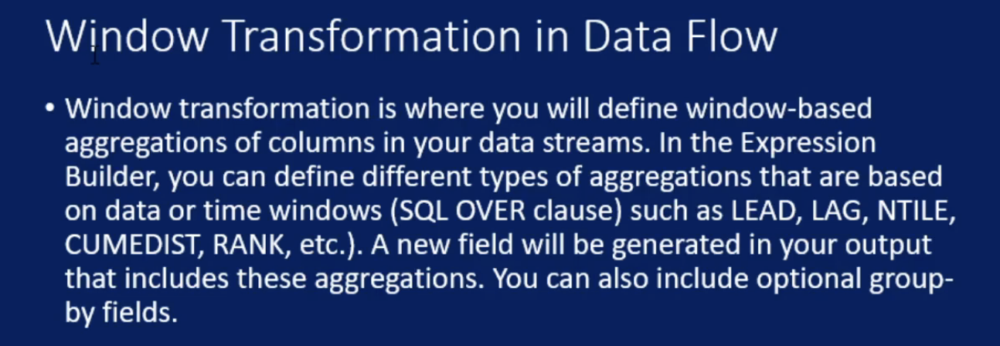 Window Transformation in Data Flow
• Window transformation is where you will define window-based
aggregations of columns in your data streams. In the Expression
Builder, you can define different types of aggregations that are based
on data or time windows (SQL OVER clause) such as LEAD, LAG, NTILE,
CUMEDIST, RANK, etc.). A new field will be generated in your output
that includes these aggregations. You can also include optional group-
by fields.